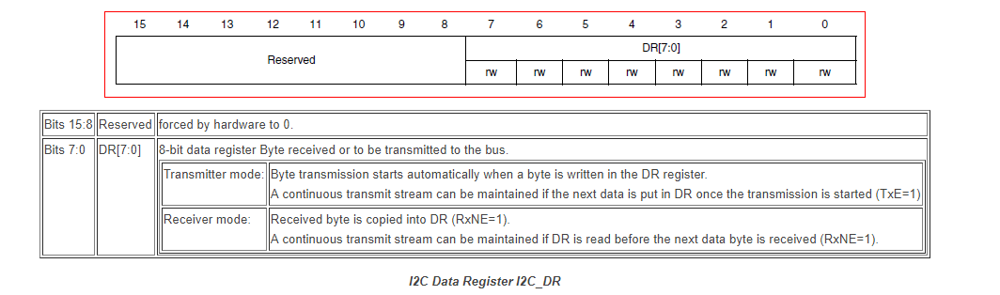 15 14 13 12 11 10 9 8 7 6 5 4 3 2 1 0
Reserved
DR[7:0]
rw rw rw rw rw rw rw rw
Bits 15:8 Reserved forced by hardware to 0.
Bits 7:0 DR[7:0] 8-bit data register Byte received or to be transmitted to the bus.
Transmitter mode: Byte transmission starts automatically when a byte is written in the DR register.
A continuous transmit stream can be maintained if the next data is put in DR once the transmission is started (TxE=1)
Receiver mode: Received byte is copied into DR (RxNE=1).
A continuous transmit stream can be maintained if DR is read before the next data byte is received (RxNE=1).
I2C Data Register I2C_DR